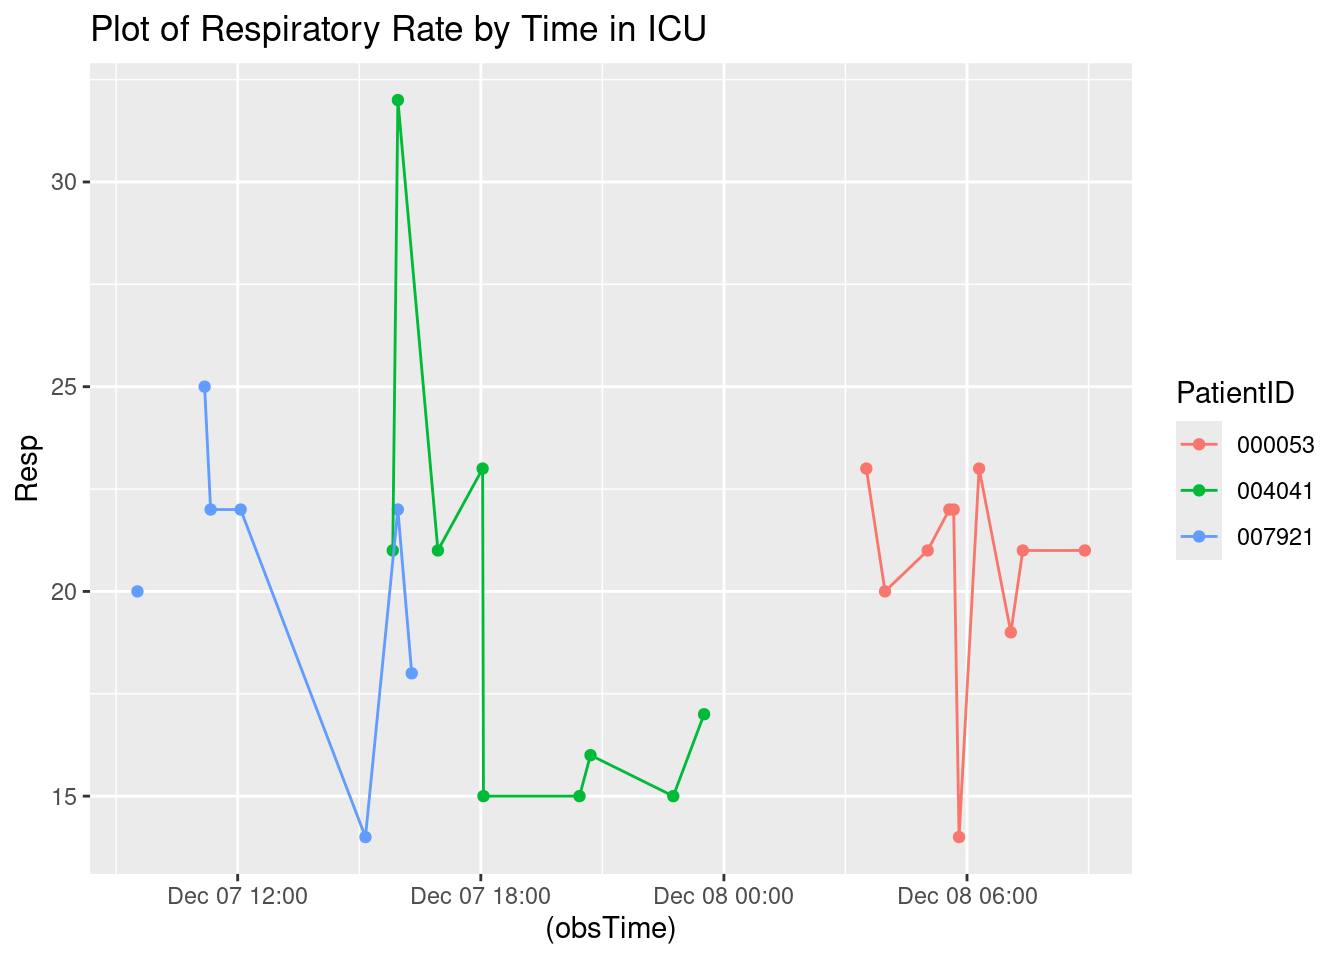 Plot of Respiratory Rate by Time in ICU
30
25
20
15
Resp
Dec 07 12:00
Dec 07 18:00
Dec 08 00:00
Dec 08 06:00
(obsTime)
PatientID
000053
004041
007921